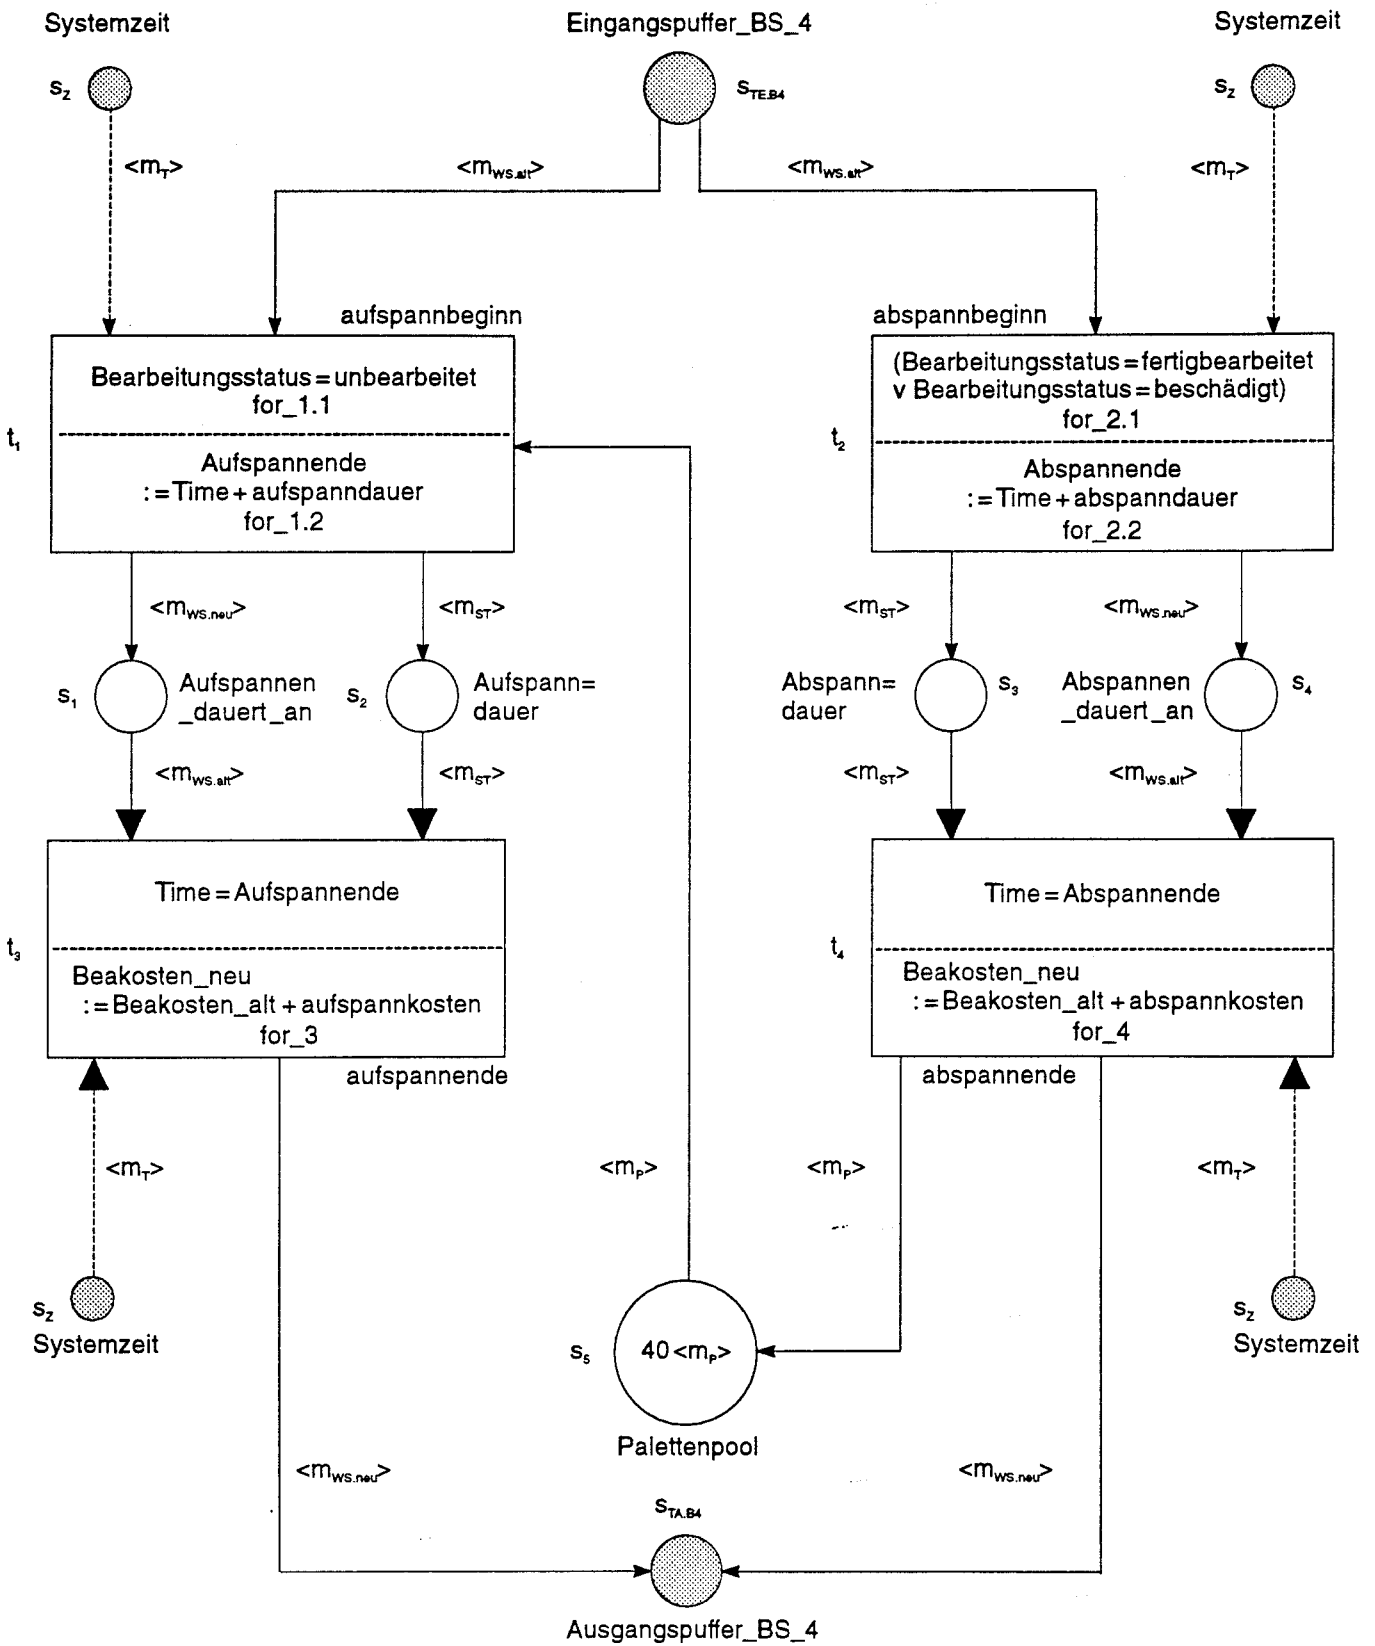 Systemzeit
Eingangspuffer_BS_4
Systemzeit
s_Z
s_TE.B4
s_Z
<m_T>
<m_WS.alt>
<m_WS.alt>
<m_T>
aufspannbeginn
abspannbeginn
Bearbeitungsstatus=unbearbeitet
for_1.1
t_1
Aufspannende
:=Time+aufspanndauer
for_1.2
(Bearbeitungsstatus=fertigbearbeitet
v Bearbeitungsstatus=beschädigt)
for_2.1
t_2
Abspannende
:=Time+abspanndauer
for_2.2
<m_WS.neu>
<m_ST>
<m_ST>
<m_WS.neu>
s_1
Aufspannen
_dauert_an
s_2
Aufspann=
dauer
Abspann=
dauer
s_3
Abspannen
_dauert_an
s_4
<m_WS.alt>
<m_ST>
<m_ST>
<m_WS.alt>
Time=Aufspannende
t_3
Beakosten_neu
:=Beakosten_alt+aufspannkosten
for_3
aufspannende
Time=Abspannende
t_4
Beakosten_neu
:=Beakosten_alt+abspannkosten
for_4
abspannende
<m_T>
<m_P>
<m_P>
<m_T>
s_Z
Systemzeit
s_5
40<m_P>
Palettenpool
s_Z
Systemzeit
<m_WS.neu>
<m_WS.neu>
s_TA.B4
Ausgangspuffer_BS_4